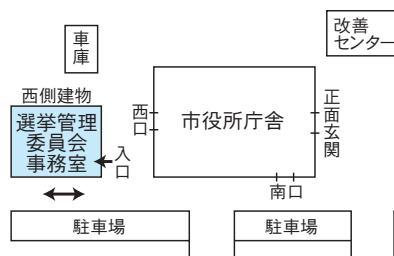 改善
センター
車庫
西側建物
選挙管理
委員会
事務室
入口
西口
市役所庁舎
正面玄関
南口
駐車場
駐車場